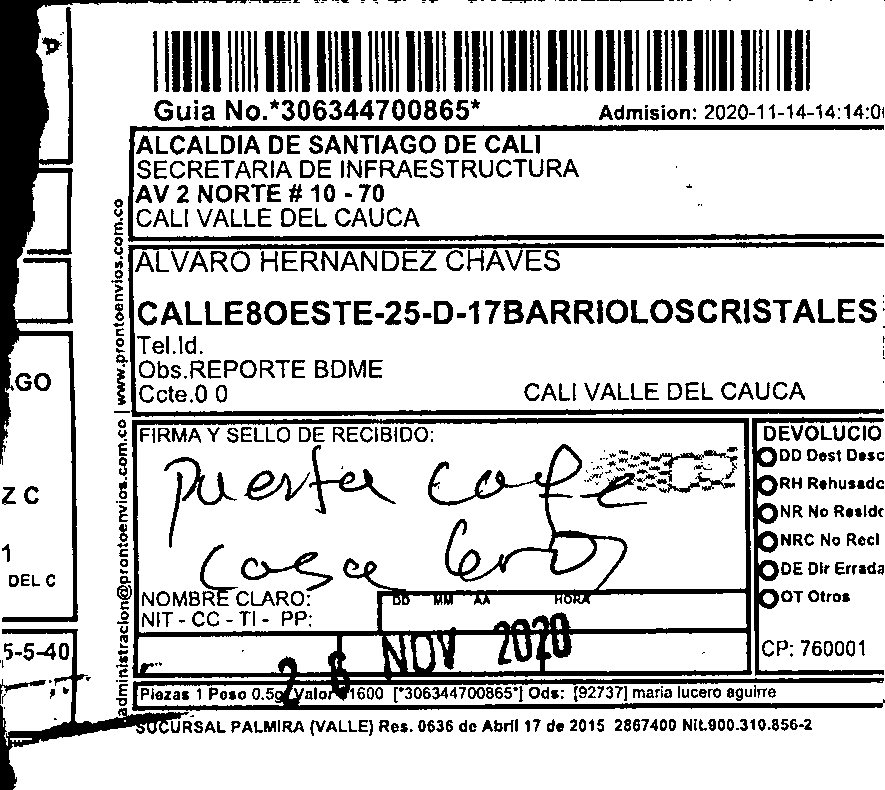 Guia No.*306344700865*
Admision: 2020-11-14-14:14:0
ALCALDIA DE SANTIAGO DE CALI
SECRETARIA DE INFRAESTRUCTURA
AV 2 NORTE # 10 - 70
CALI VALLE DEL CAUCA
www.prontoenvios.com.co
ALVARO HERNANDEZ CHAVES
CALLE8OESTE-25-D-17BARRIOLOSCRISTALES
Tel.Id.
Obs.REPORTE BDME
Ccte.0 0
CALI VALLE DEL CAUCA
administracion@prontoenvios.com.co
FIRMA Y SELLO DE RECIBIDO:
puerta cafe
casa
NOMBRE CLARO:
NIT - CC - TI - PP:
DD MM AA HORA
26 NOV 2020
DEVOLUCIO
DD Dest Desc
RH Rehusado
NR No Reside
NRC No Recl
DE Dir Errada
OT Otros
CP: 760001
Piezas 1 Peso 0.5g Valor 1600 [*306344700865*] Ods: [92737] maria lucero aguirre
SUCURSAL PALMIRA (VALLE) Res. 0636 de Abril 17 de 2015 2867400 Nit.900.310.856-2
.GO
Z C
1
DEL C
5-5-40